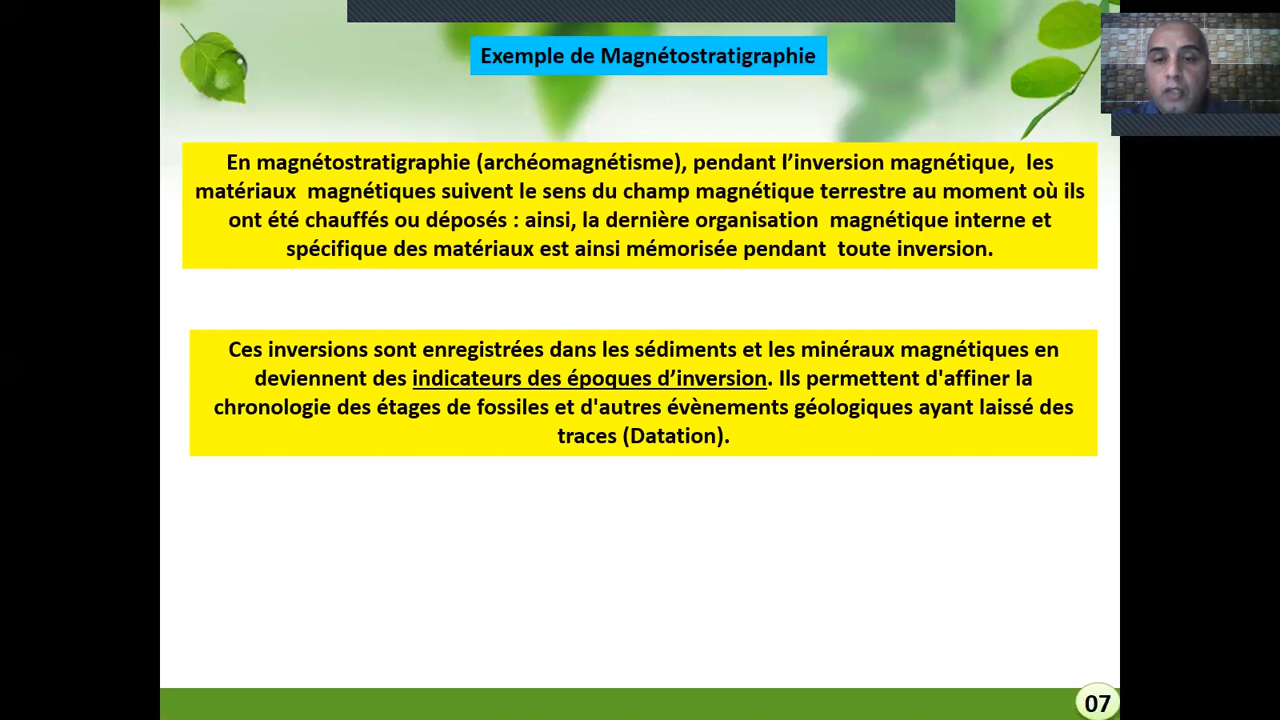 Exemple de Magnétostratigraphie
En magnétostratigraphie (archéomagnétisme), pendant l’inversion magnétique, les
matériaux magnétiques suivent le sens du champ magnétique terrestre au moment où ils
ont été chauffés ou déposés : ainsi, la dernière organisation magnétique interne et
spécifique des matériaux est ainsi mémorisée pendant toute inversion.
Ces inversions sont enregistrées dans les sédiments et les minéraux magnétiques en
deviennent des indicateurs des époques d’inversion. Ils permettent d'affiner la
chronologie des étages de fossiles et d'autres évènements géologiques ayant laissé des
traces (Datation).
07